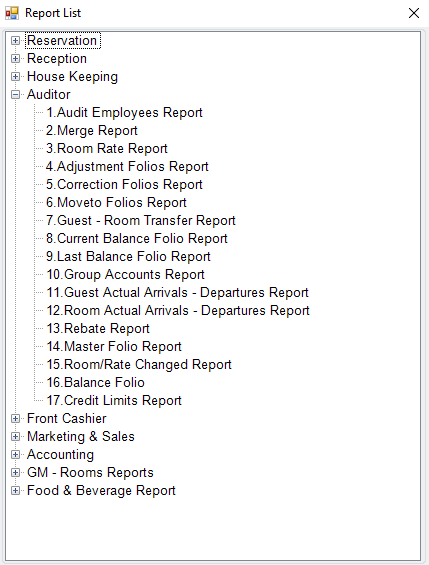 Report List
Reservation
Reception
House Keeping
Auditor
1.Audit Employees Report
2.Merge Report
3.Room Rate Report
4.Adjustment Folios Report
5.Correction Folios Report
6.Moveto Folios Report
7.Guest - Room Transfer Report
8.Current Balance Folio Report
9.Last Balance Folio Report
10.Group Accounts Report
11.Guest Actual Arrivals - Departures Report
12.Room Actual Arrivals - Departures Report
13.Rebate Report
14.Master Folio Report
15.Room/Rate Changed Report
16.Balance Folio
17.Credit Limits Report
Front Cashier
Marketing & Sales
Accounting
GM - Rooms Reports
Food & Beverage Report